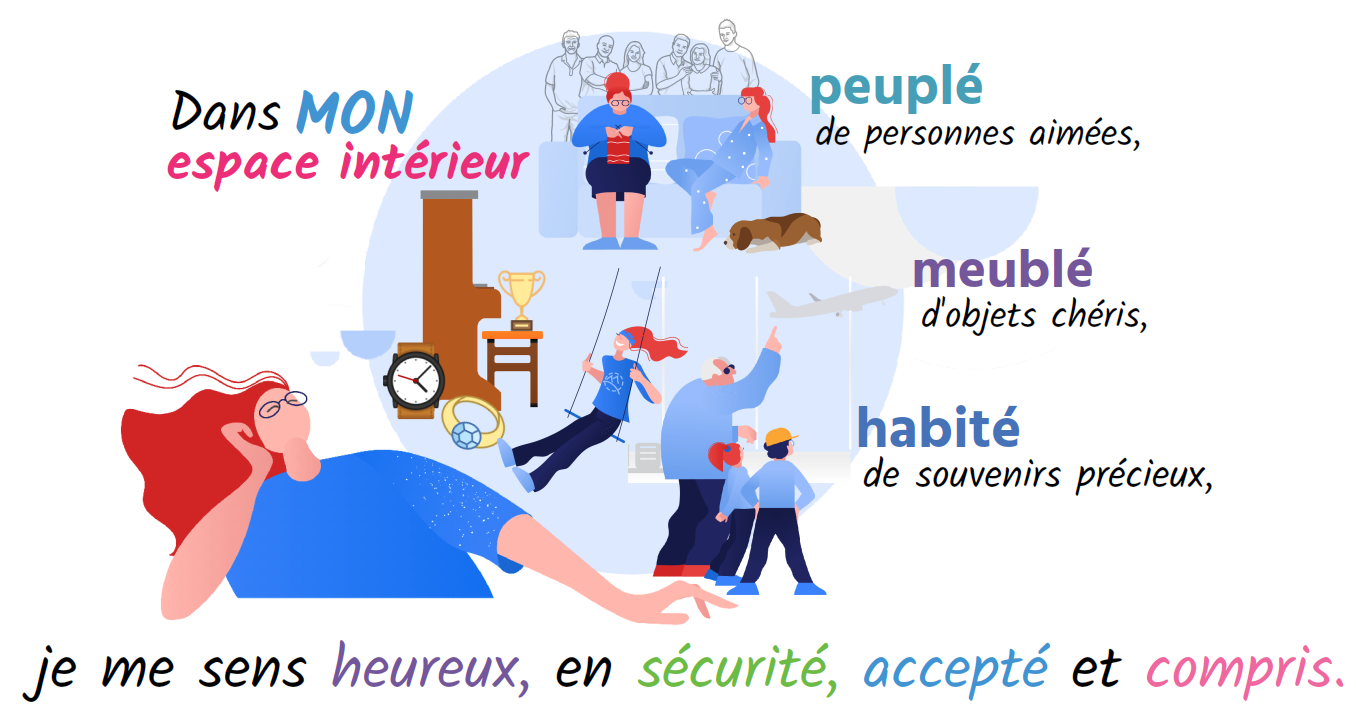 Dans MON
espace intérieur
peuplé
de personnes aimées,
meublé
d'objets chéris,
habité
de souvenirs précieux,
je me sens heureux, en sécurité, accepté et compris.